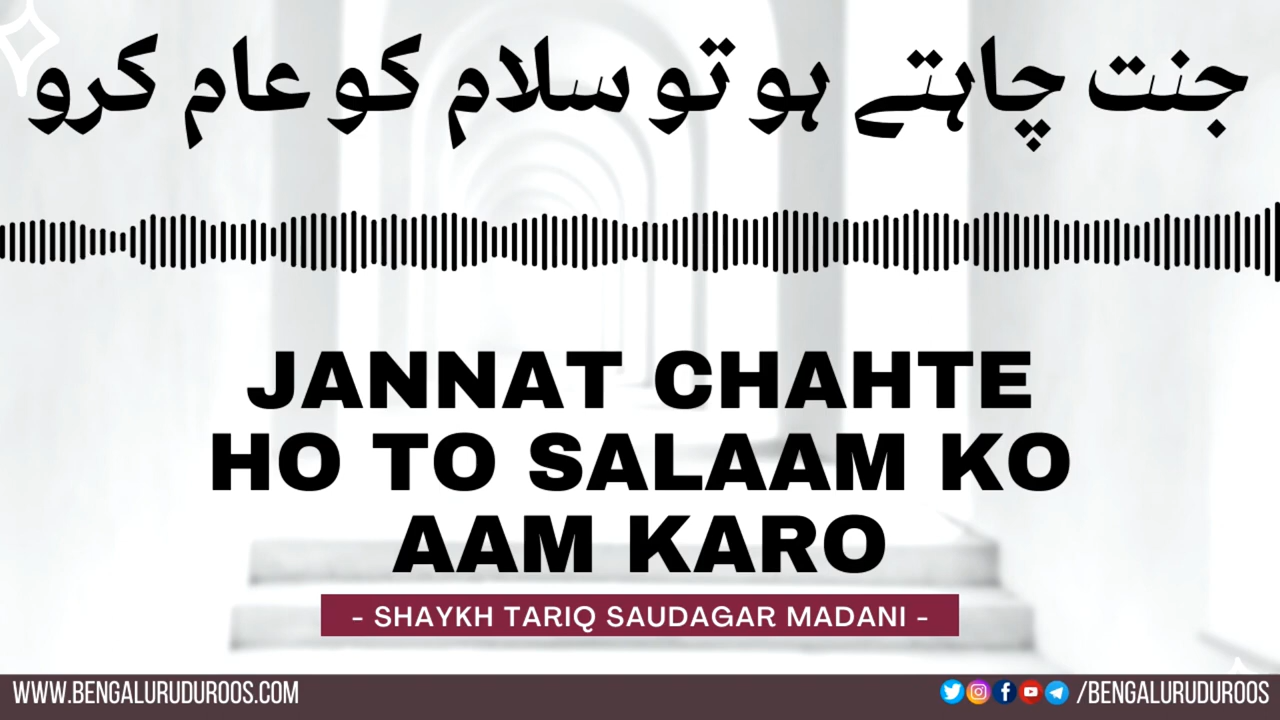 جنت چاہتے ہو تو سلام کو عام کرو
JANNAT CHAHTE
HO TO SALAAM KO
AAM KARO
- SHAYKH TARIQ SAUDAGAR MADANI -
WWW.BENGALURUDUROOS.COM
/BENGALURUDUROOS